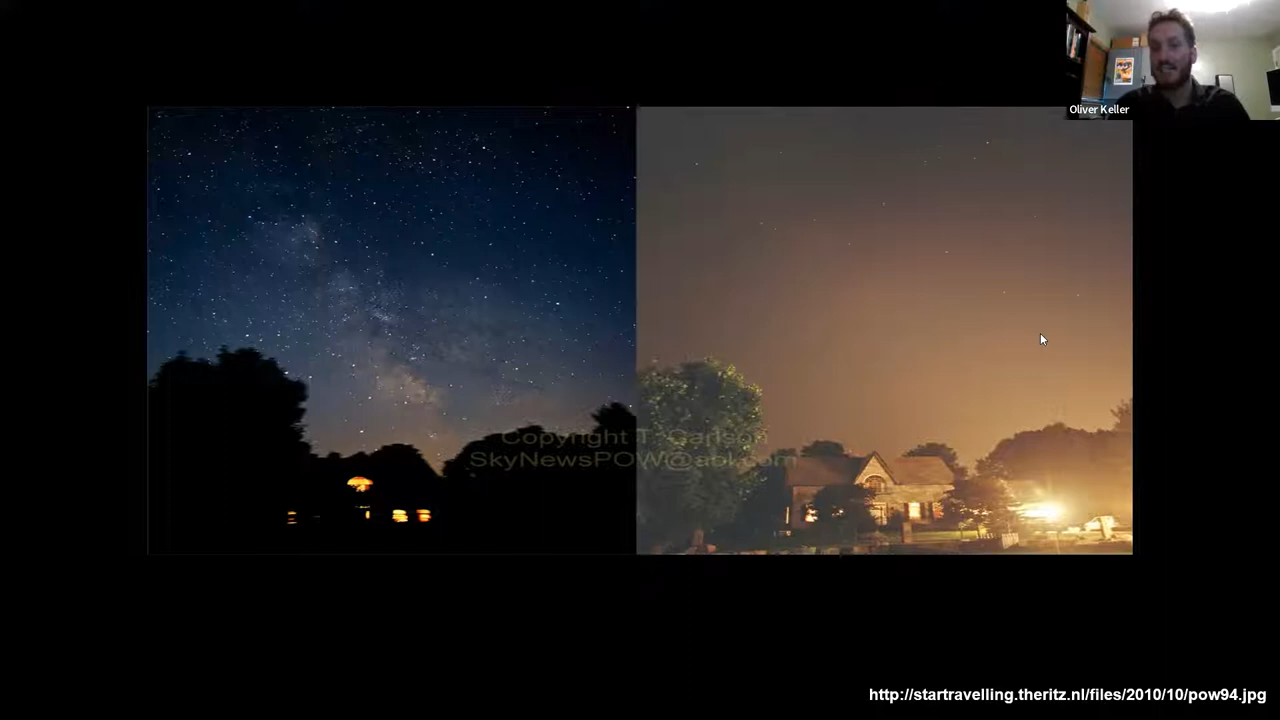 Oliver Keller
Copyright T. Carlson
SkyNewsPOW@aol.com
http://startravelling.theritz.nl/files/2010/10/pow94.jpg